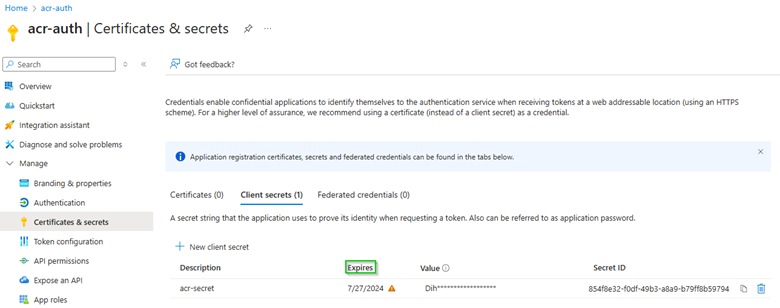 Home > acr-auth >
acr-auth | Certificates & secrets
Search
Got feedback?
Overview
Quickstart
Integration assistant
Diagnose and solve problems
Manage
Branding & properties
Authentication
Certificates & secrets
Token configuration
API permissions
Expose an API
App roles
Credentials enable confidential applications to identify themselves to the authentication service when receiving tokens at a web addressable location (using an HTTPS
scheme). For a higher level of assurance, we recommend using a certificate (instead of a client secret) as a credential.
Application registration certificates, secrets and federated credentials can be found in the tabs below.
Certificates (0) Client secrets (1) Federated credentials (0)
A secret string that the application uses to prove its identity when requesting a token. Also can be referred to as application password.
New client secret
Description Expires Value Secret ID
acr-secret 7/27/2024 Dih****************** 854f8e32-f0df-49b3-a8a9-b79ff8b59794